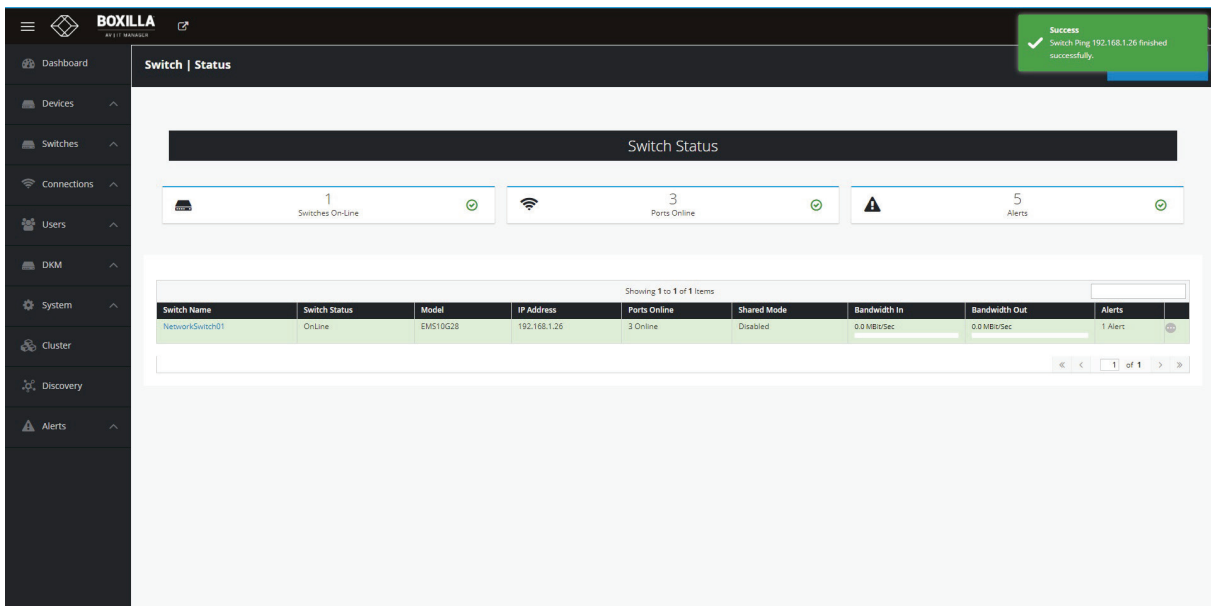 BOXILLA
AV | IT MANAGER
Success
Switch Ping 192.168.1.26 finished
successfully.
Dashboard
Devices
Switches
Connections
Users
DKM
System
Cluster
Discovery
Alerts
Switch | Status
Switch Status
1
Switches On-Line
3
Ports Online
5
Alerts
Showing 1 to 1 of 1 Items
Switch Name Switch Status Model IP Address Ports Online Shared Mode Bandwidth In Bandwidth Out Alerts
NetworkSwitch01 OnLine EMS10G28 192.168.1.26 3 Online Disabled 0.0 MBit/Sec 0.0 MBit/Sec 1 Alert
« < 1 of 1 > »